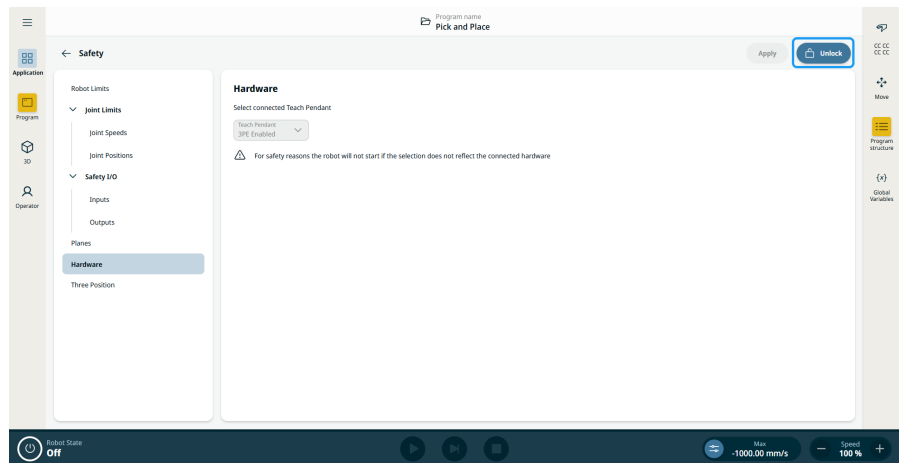 Program name
Pick and Place
Application
Program
3D
Operator
Safety
Apply
Unlock
Robot Limits
Joint Limits
Joint Speeds
Joint Positions
Safety I/O
Inputs
Outputs
Planes
Hardware
Three Position
Hardware
Select connected Teach Pendant
Teach Pendant
3PE Enabled
For safety reasons the robot will not start if the selection does not reflect the connected hardware
CC CC
CC CC
Move
Program
structure
{x}
Global
Variables
Robot State
Off
Max
-1000.00 mm/s
Speed
100 %